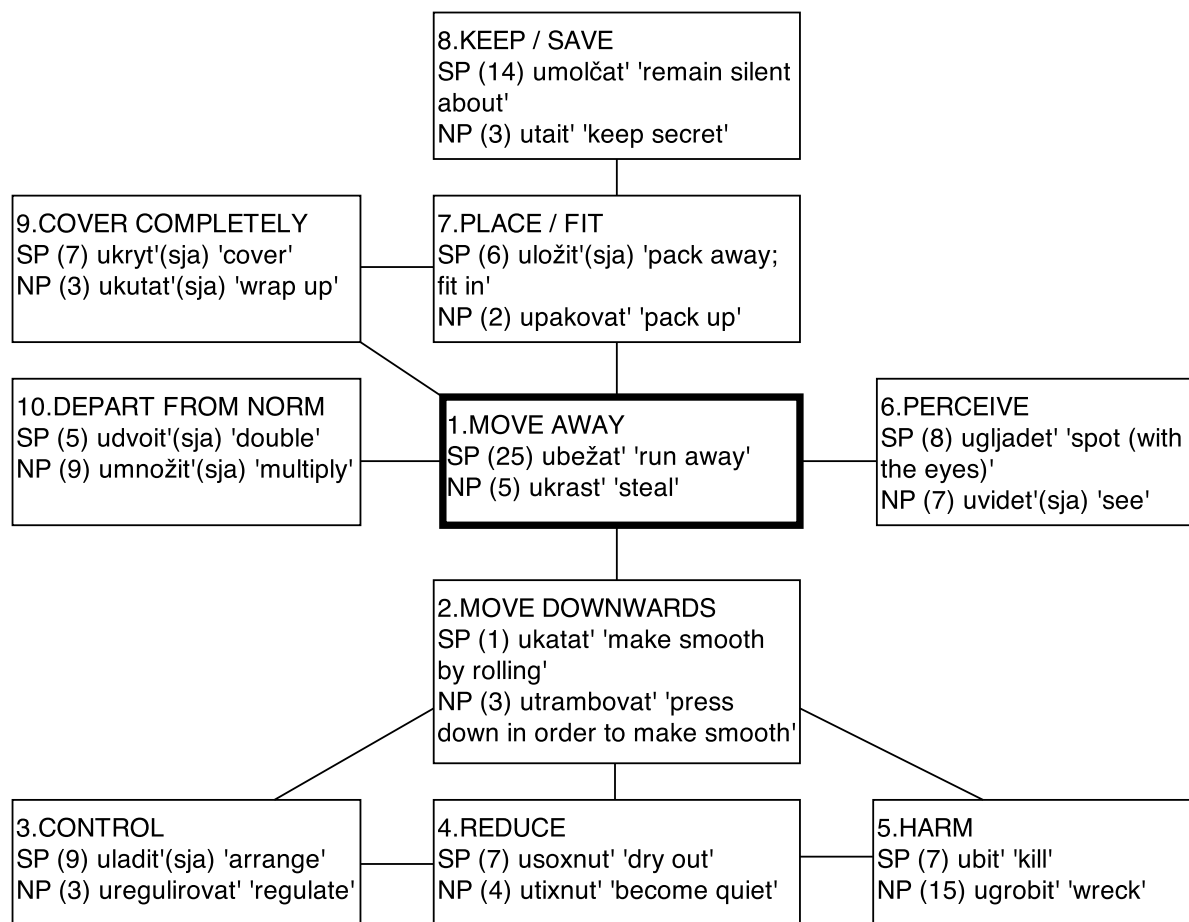 8.KEEP / SAVE
SP (14) umolčat' 'remain silent
about'
NP (3) utait' 'keep secret'
9.COVER COMPLETELY
SP (7) ukryt'(sja) 'cover'
NP (3) ukutat'(sja) 'wrap up'
7.PLACE / FIT
SP (6) uložit'(sja) 'pack away;
fit in'
NP (2) upakovat' 'pack up'
10.DEPART FROM NORM
SP (5) udvoit'(sja) 'double'
NP (9) umnožit'(sja) 'multiply'
1.MOVE AWAY
SP (25) ubežat' 'run away'
NP (5) ukrast' 'steal'
6.PERCEIVE
SP (8) ugljadet' 'spot (with
the eyes)'
NP (7) uvidet'(sja) 'see'
2.MOVE DOWNWARDS
SP (1) ukatat' 'make smooth
by rolling'
NP (3) utrambovat' 'press
down in order to make smooth'
3.CONTROL
SP (9) uladit'(sja) 'arrange'
NP (3) uregulirovat' 'regulate'
4.REDUCE
SP (7) usoxnut' 'dry out'
NP (4) utixnut' 'become quiet'
5.HARM
SP (7) ubit' 'kill'
NP (15) ugrobit' 'wreck'